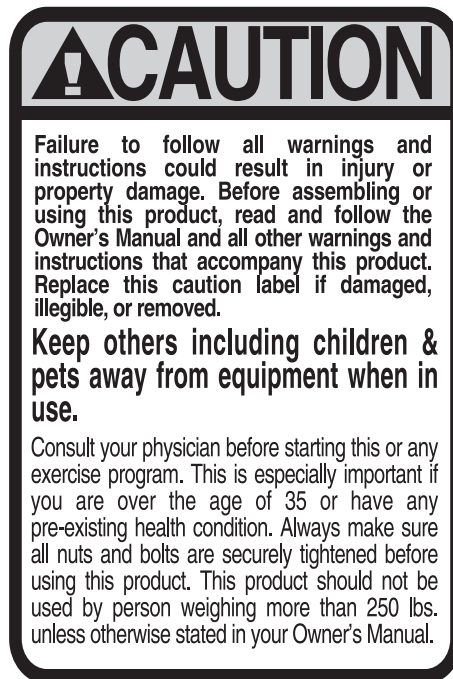 CAUTION
Failure to follow all warnings and
instructions could result in injury or
property damage. Before assembling or
using this product, read and follow the
Owner's Manual and all other warnings and
instructions that accompany this product.
Replace this caution label if damaged,
illegible, or removed.
Keep others including children &
pets away from equipment when in
use.
Consult your physician before starting this or any
exercise program. This is especially important if
you are over the age of 35 or have any
pre-existing health condition. Always make sure
all nuts and bolts are securely tightened before
using this product. This product should not be
used by person weighing more than 250 lbs.
unless otherwise stated in your Owner's Manual.